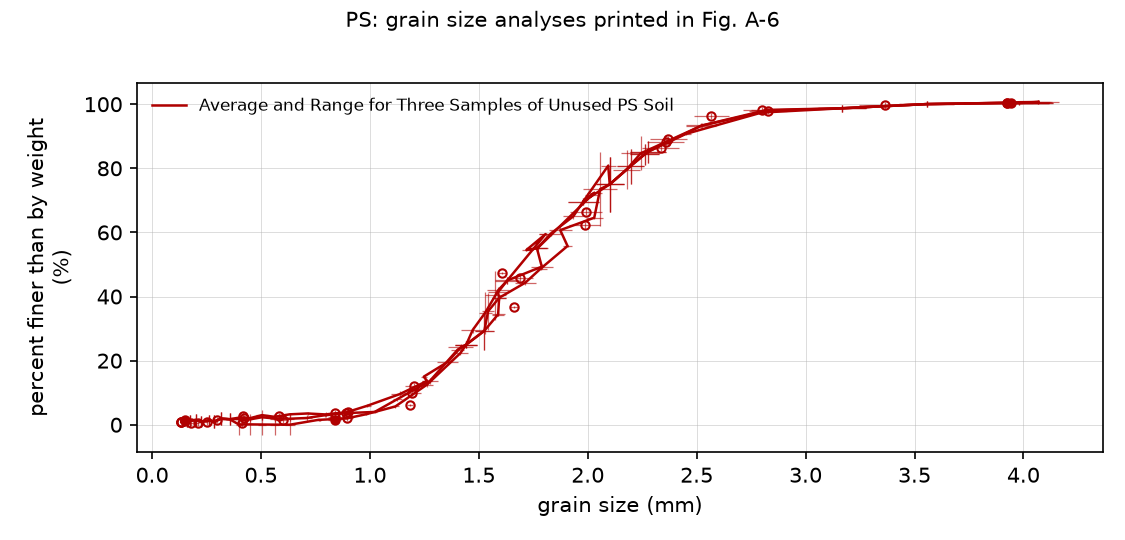 PS: grain size analyses printed in Fig. A-6
Average and Range for Three Samples of Unused PS Soil
percent finer than by weight
(%)
100
80
60
40
20
0
0.0 0.5 1.0 1.5 2.0 2.5 3.0 3.5 4.0
grain size (mm)